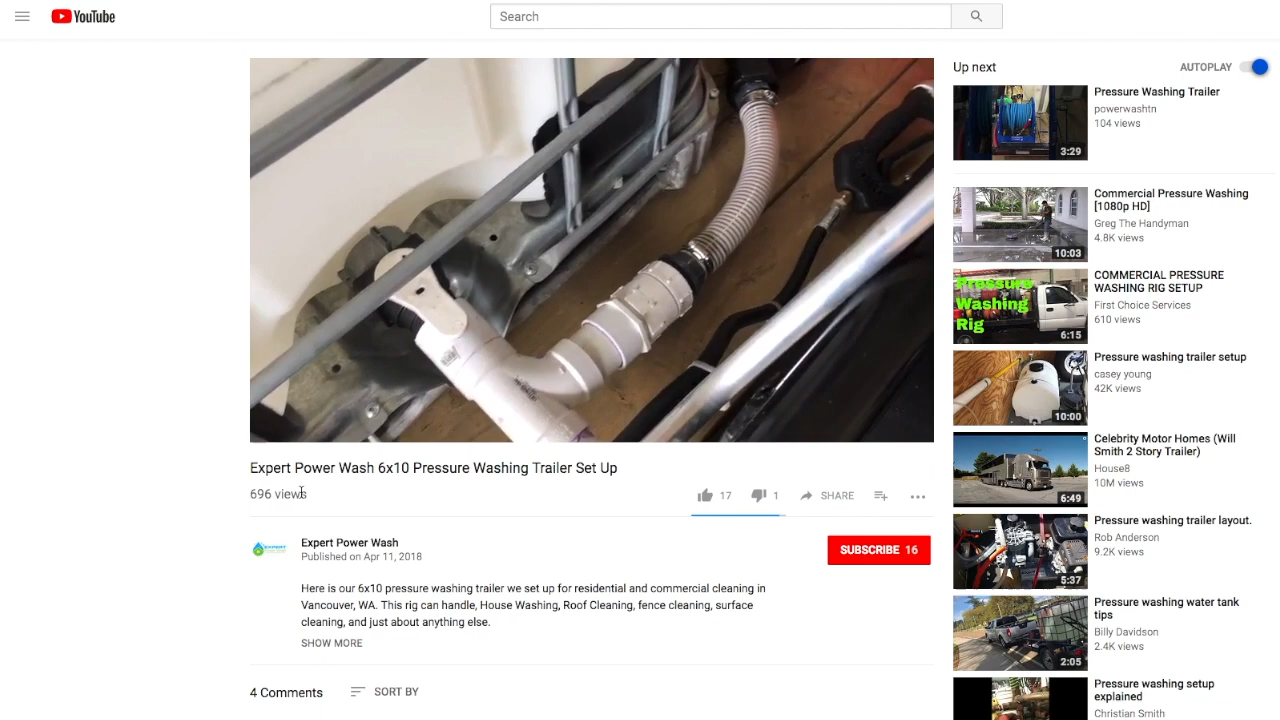 YouTube
Search
Expert Power Wash 6x10 Pressure Washing Trailer Set Up
696 views
17
1
SHARE
Expert Power Wash
Published on Apr 11, 2018
SUBSCRIBE 16
Here is our 6x10 pressure washing trailer we set up for residential and commercial cleaning in
Vancouver, WA. This rig can handle, House Washing, Roof Cleaning, fence cleaning, surface
cleaning, and just about anything else.
SHOW MORE
4 Comments
SORT BY
Up next
AUTOPLAY
3:29
Pressure Washing Trailer
powerwashtn
104 views
10:03
Commercial Pressure Washing
[1080p HD]
Greg The Handyman
4.8K views
Pressure
Washing
Rig
6:15
COMMERCIAL PRESSURE
WASHING RIG SETUP
First Choice Services
610 views
10:00
Pressure washing trailer setup
casey young
42K views
6:49
Celebrity Motor Homes (Will
Smith 2 Story Trailer)
House8
10M views
5:37
Pressure washing trailer layout.
Rob Anderson
9.2K views
2:05
Pressure washing water tank
tips
Billy Davidson
2.4K views
Pressure washing setup
explained
Christian Smith